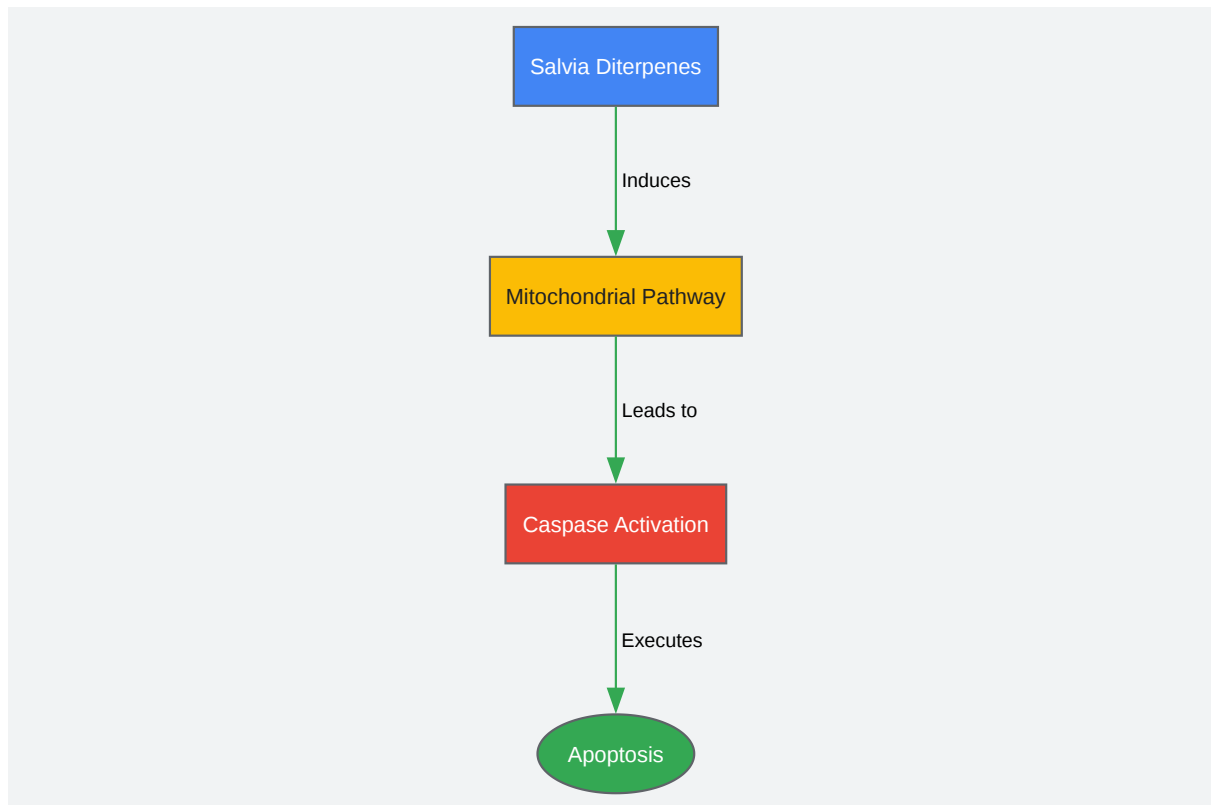 Salvia Diterpenes
Induces
Mitochondrial Pathway
Leads to
Caspase Activation
Executes
Apoptosis